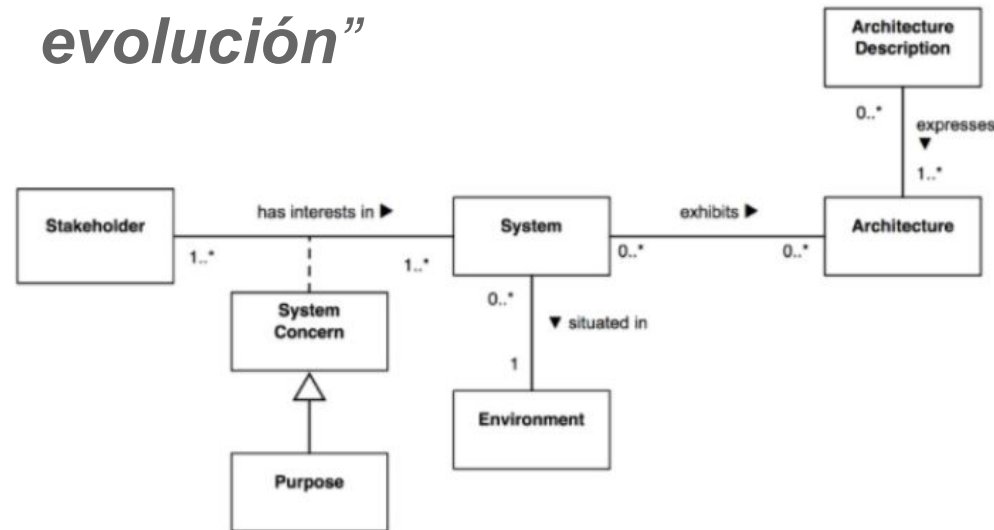 evolución”
Architecture
Description
0..*
expresses
▼
1..*
Stakeholder
has interests in ▶
1..*
1..*
System
exhibits ▶
0..*
0..*
Architecture
System
Concern
0..*
▼ situated in
1
Environment
Purpose